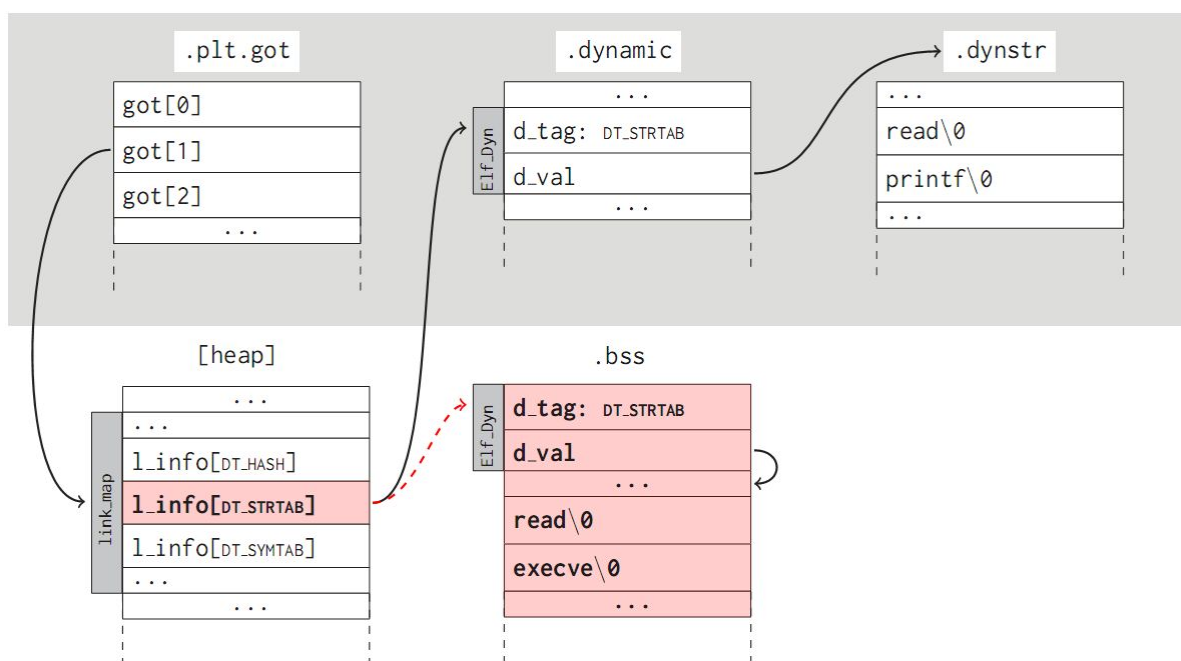 .plt.got
got[0]
got[1]
got[2]
...
.dynamic
...
Elf_Dyn
d_tag: DT_STRTAB
d_val
...
.dynstr
...
read\0
printf\0
...
[heap]
...
link_map
...
l_info[DT_HASH]
l_info[DT_STRTAB]
l_info[DT_SYMTAB]
...
...
.bss
Elf_Dyn
d_tag: DT_STRTAB
d_val
...
read\0
execve\0
...